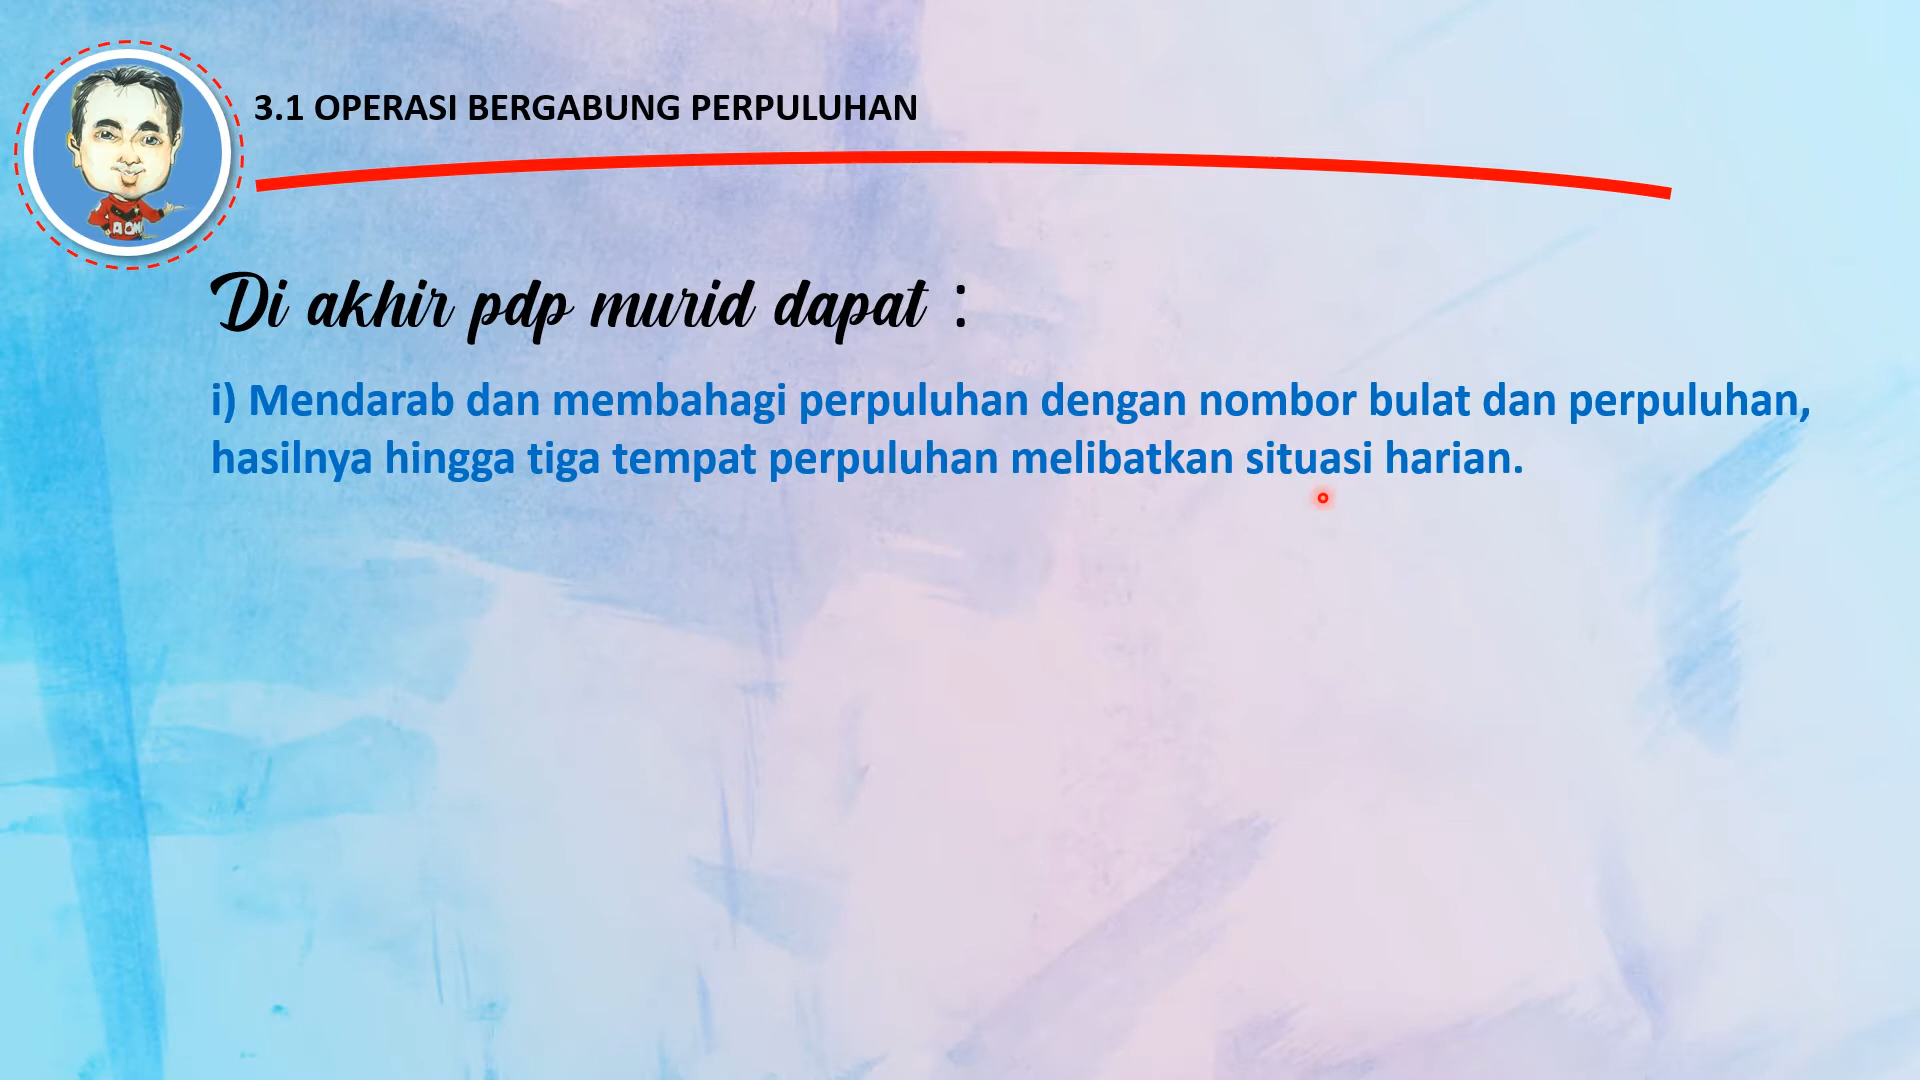 3.1 OPERASI BERGABUNG PERPULUHAN
Di akhir pdp murid dapat :
i) Mendarab dan membahagi perpuluhan dengan nombor bulat dan perpuluhan,
hasilnya hingga tiga tempat perpuluhan melibatkan situasi harian.